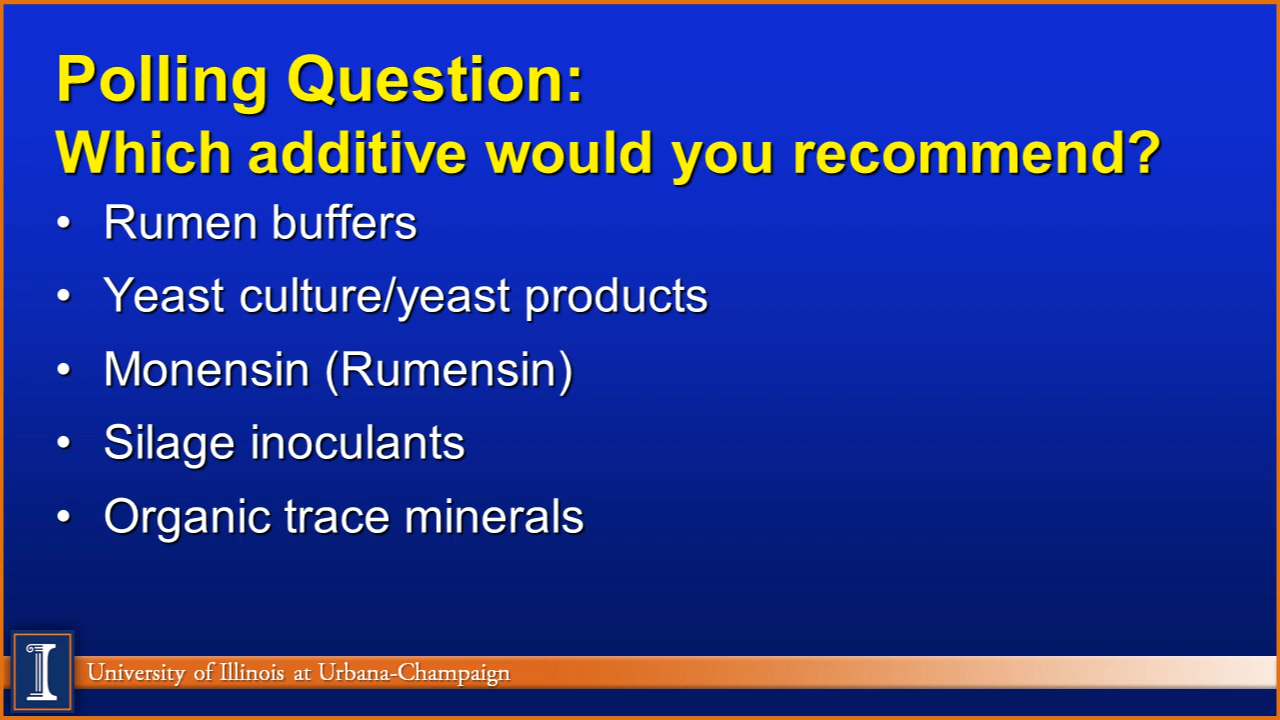 Polling Question:
Which additive would you recommend?
• Rumen buffers
• Yeast culture/yeast products
• Monensin (Rumensin)
• Silage inoculants
• Organic trace minerals
I
University of Illinois at Urbana-Champaign